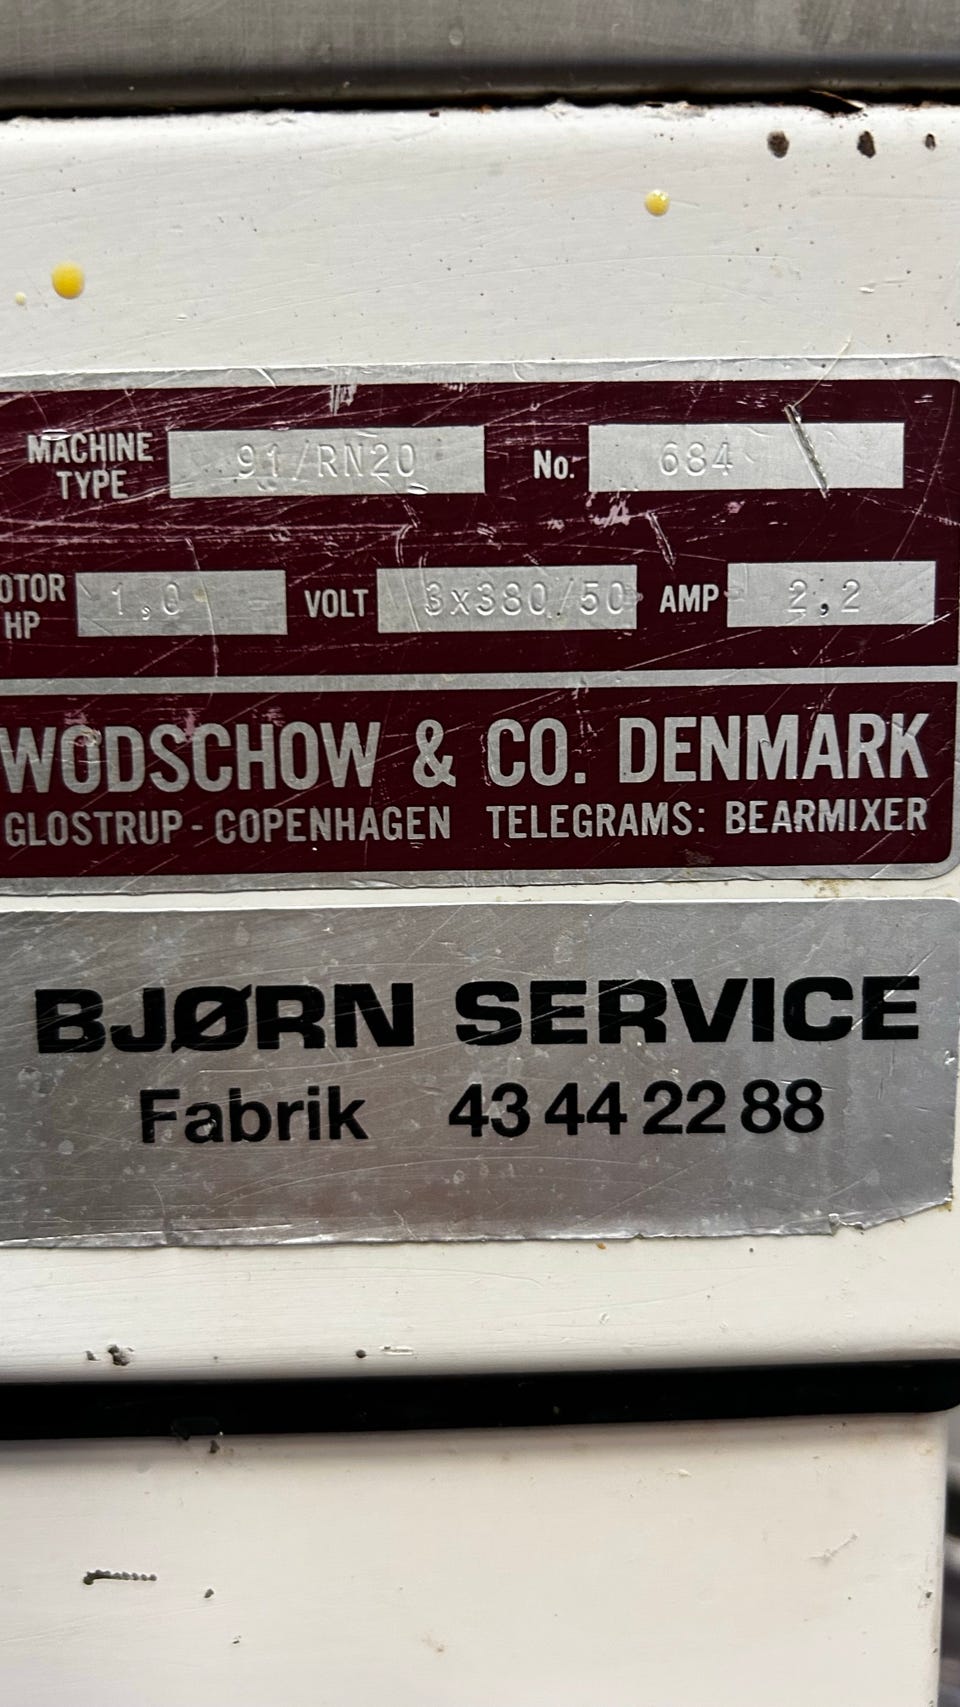 MACHINE TYPE 91/RN20 No. 684
OTOR HP 1,0 VOLT 3x380/50 AMP 2,2
WODSCHOW & CO. DENMARK
GLOSTRUP - COPENHAGEN TELEGRAMS: BEARMIXER
BJØRN SERVICE
Fabrik 43 44 22 88